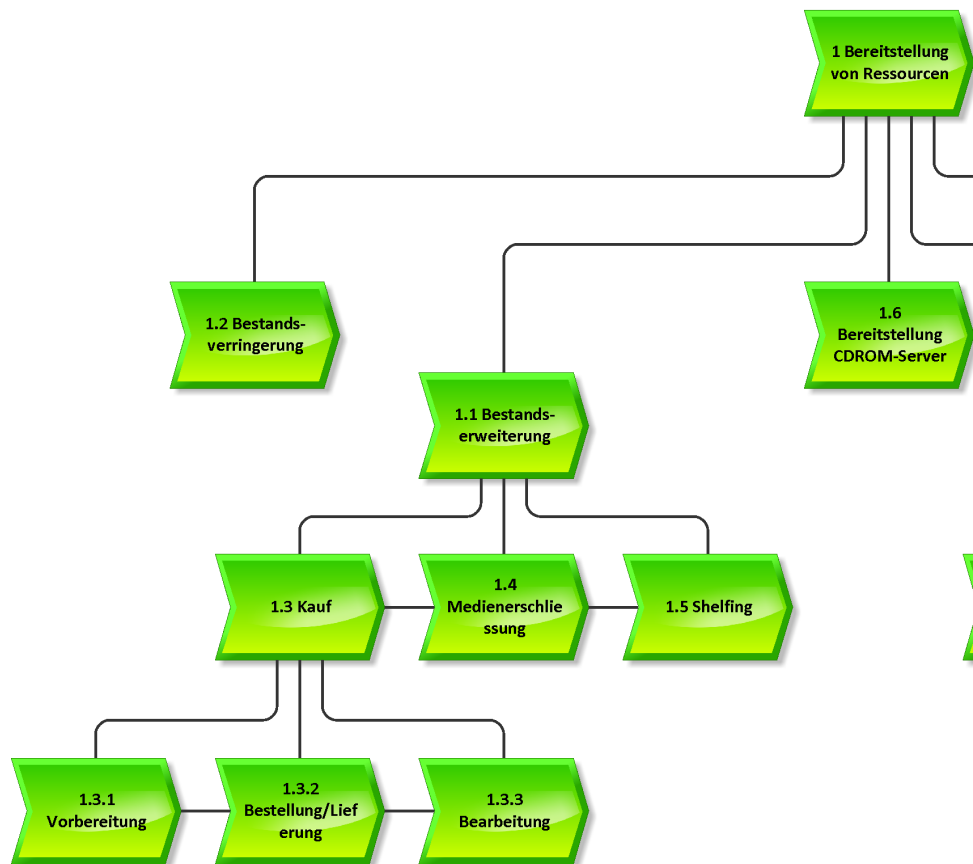 1 Bereitstellung
von Ressourcen
1.2 Bestands-
verringerung
1.6
Bereitstellung
CDROM-Server
1.1 Bestands-
erweiterung
1.3 Kauf
1.4
Medienerschlie
ssung
1.5 Shelfing
1.3.1
Vorbereitung
1.3.2
Bestellung/Lief
erung
1.3.3
Bearbeitung